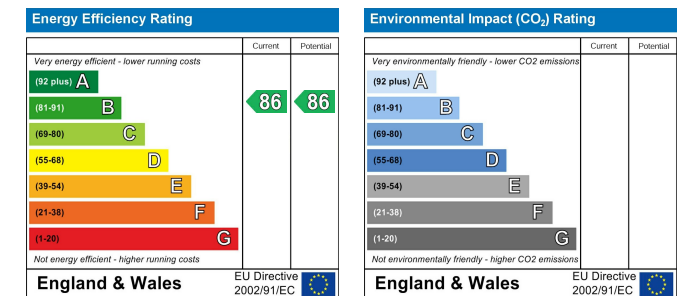 Energy Efficiency Rating
Current Potential
Very energy efficient - lower running costs
(92 plus) A
(81-91) B 86 86
(69-80) C
(55-68) D
(39-54) E
(21-38) F
(1-20) G
Not energy efficient - higher running costs
England & Wales
EU Directive
2002/91/EC
Environmental Impact (CO2) Rating
Current Potential
Very environmentally friendly - lower CO2 emissions
(92 plus) A
(81-91) B
(69-80) C
(55-68) D
(39-54) E
(21-38) F
(1-20) G
Not environmentally friendly - higher CO2 emissions
England & Wales
EU Directive
2002/91/EC